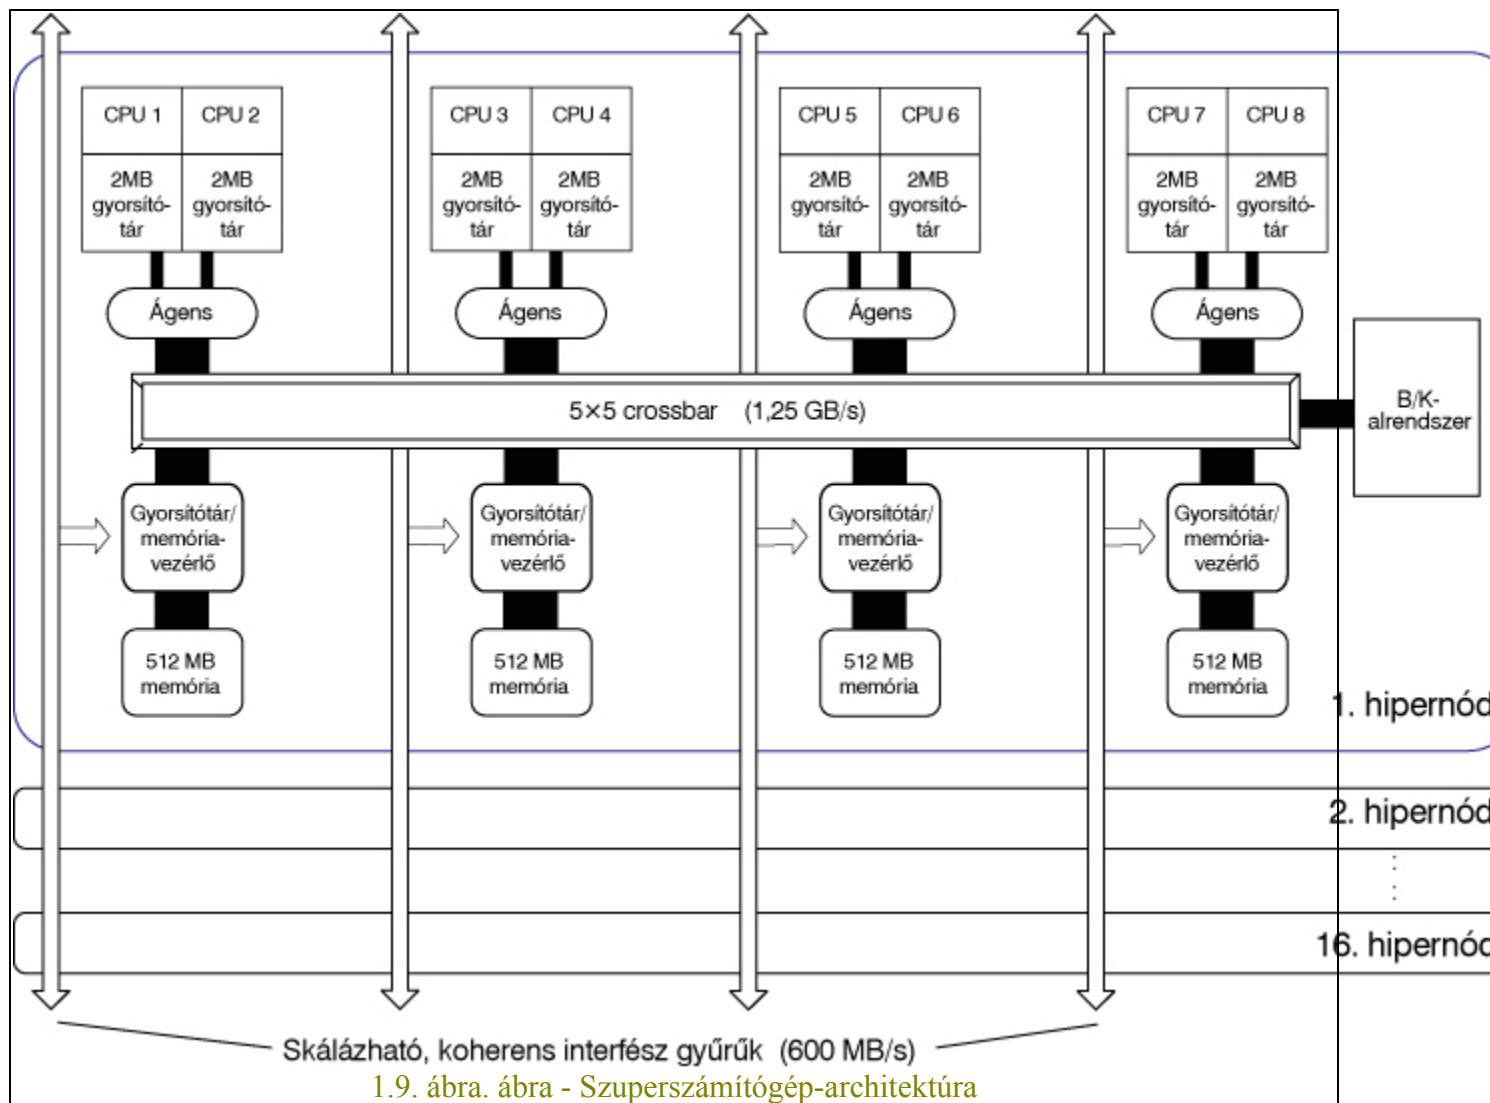 CPU 1
CPU 2
CPU 3
CPU 4
CPU 5
CPU 6
CPU 7
CPU 8
2MB
gyorsító-
tár
2MB
gyorsító-
tár
2MB
gyorsító-
tár
2MB
gyorsító-
tár
2MB
gyorsító-
tár
2MB
gyorsító-
tár
2MB
gyorsító-
tár
2MB
gyorsító-
tár
Ágens
Ágens
Ágens
Ágens
5×5 crossbar (1,25 GB/s)
B/K-
alrendszer
Gyorsítótár/
memória-
vezérlő
Gyorsítótár/
memória-
vezérlő
Gyorsítótár/
memória-
vezérlő
Gyorsítótár/
memória-
vezérlő
512 MB
memória
512 MB
memória
512 MB
memória
512 MB
memória
1. hipernód
2. hipernód
16. hipernód
Skálázható, koherens interfész gyűrűk (600 MB/s)
1.9. ábra. ábra - Szuperszámítógép-architektúra